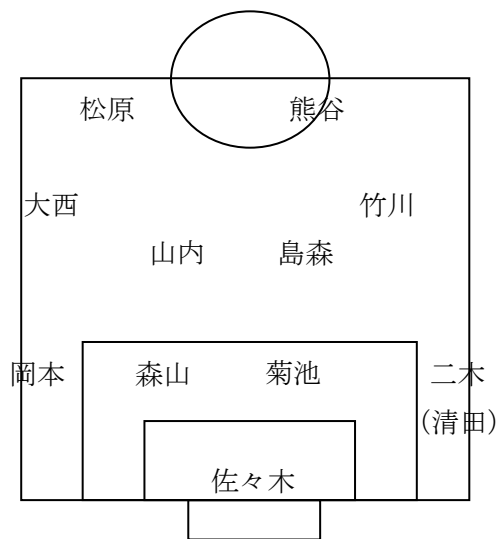 松原 熊谷
大西 竹川
山内 島森
岡本 森山 菊池 二木
(清田)
佐々木